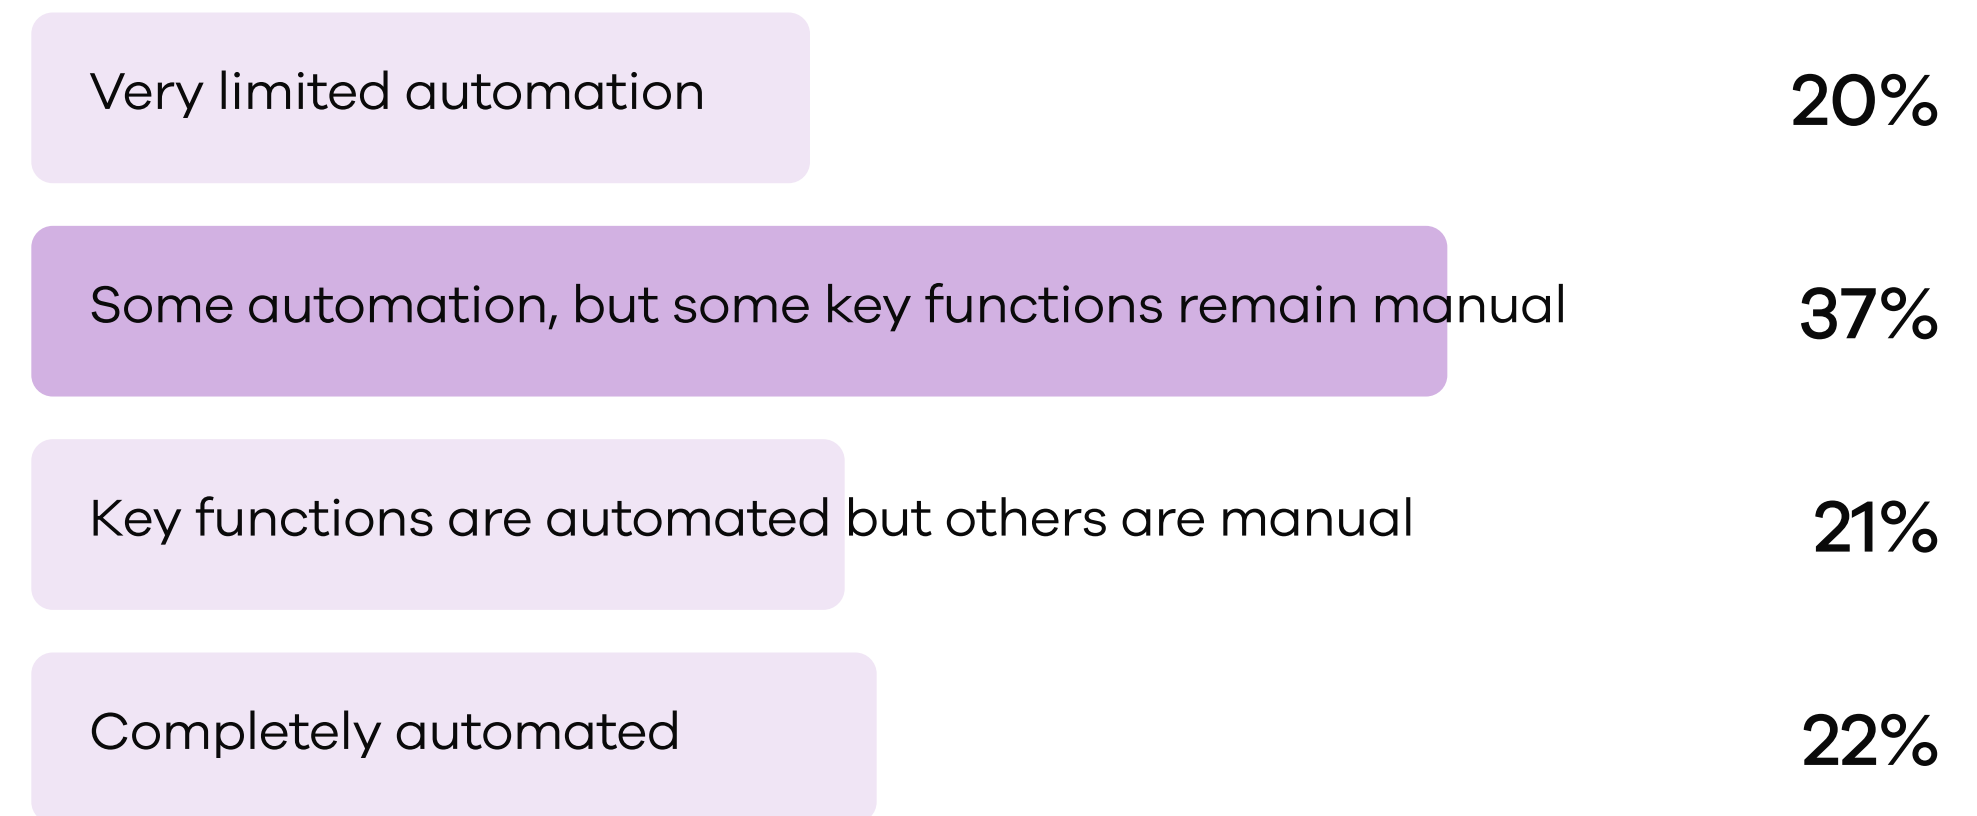 Very limited automation 20%
Some automation, but some key functions remain manual 37%
Key functions are automated but others are manual 21%
Completely automated 22%